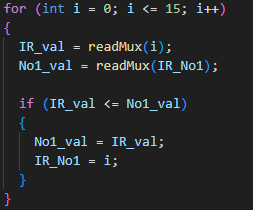 for (int i = 0; i <= 15; i++)
{
  IR_val = readMux(i);
  No1_val = readMux(IR_No1);

  if (IR_val <= No1_val)
  {
    No1_val = IR_val;
    IR_No1 = i;
  }
}